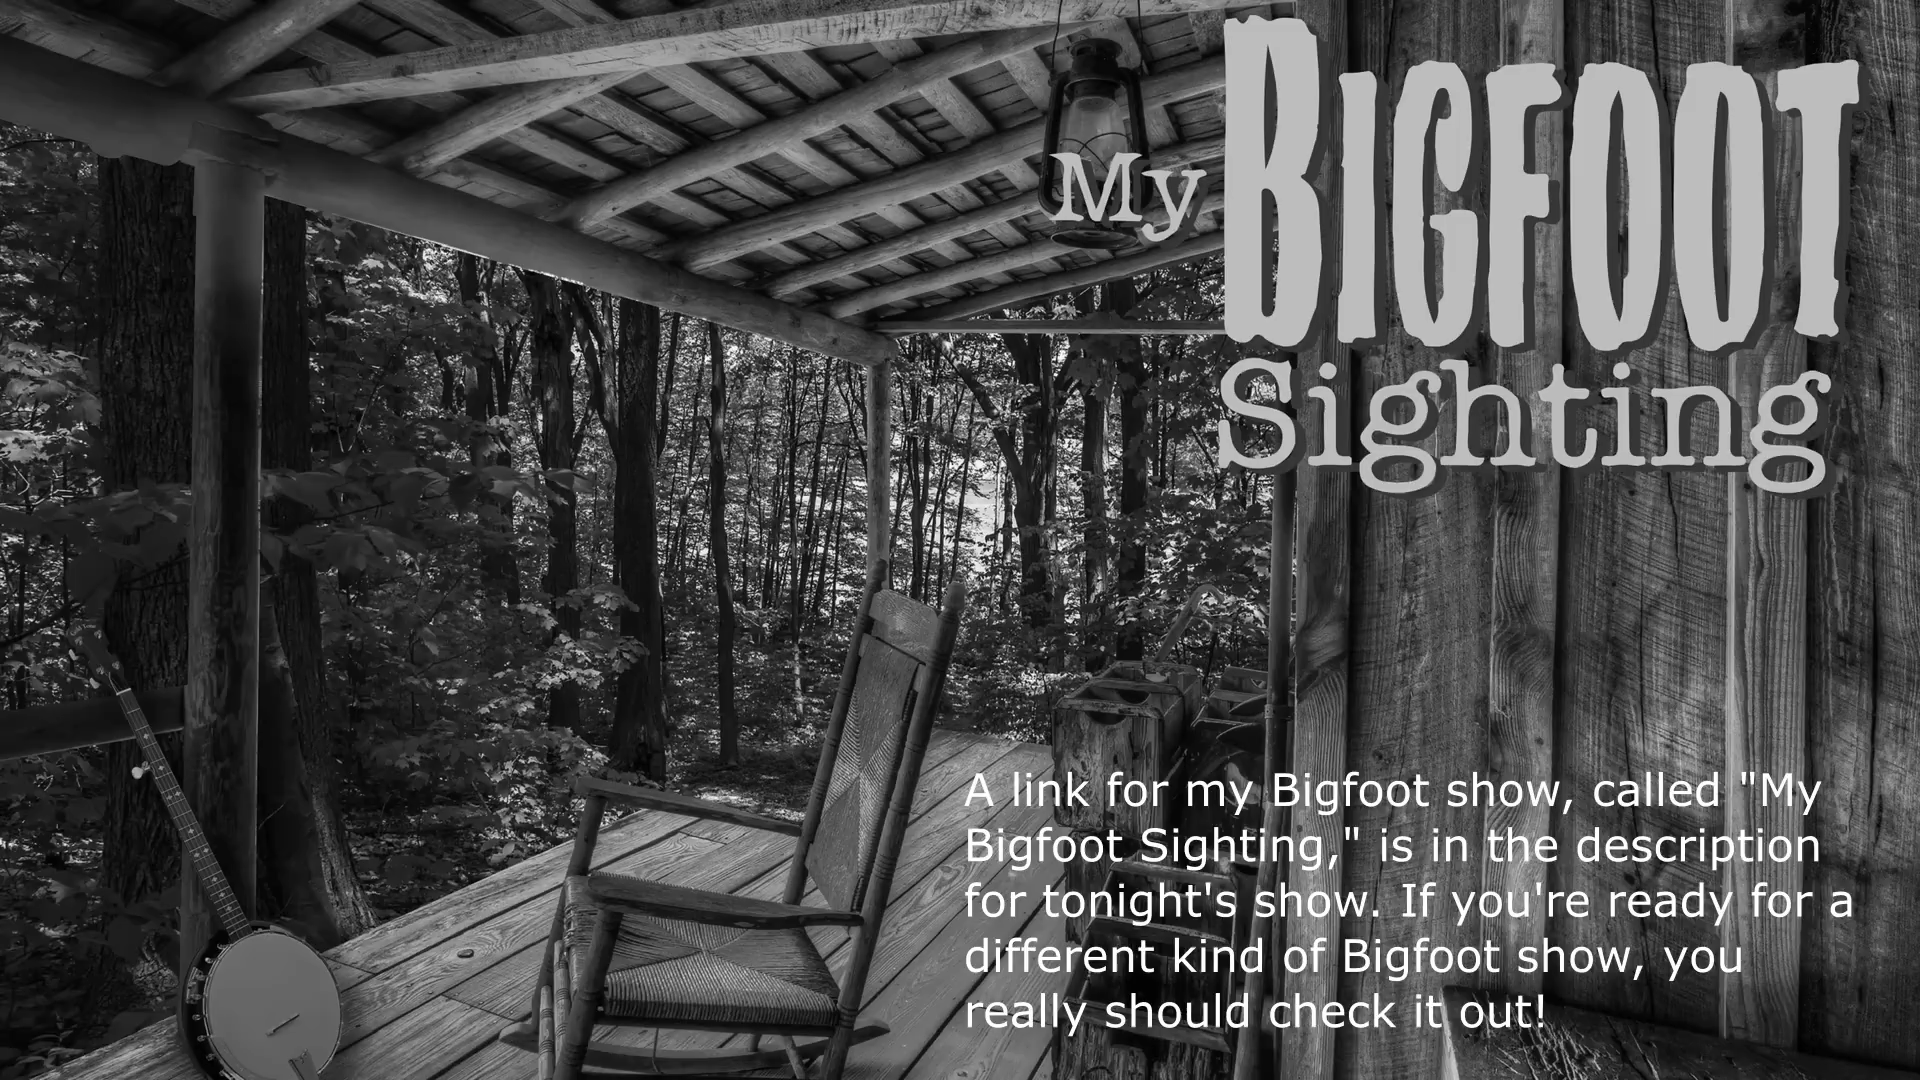 My BIGFOOT
Sighting
A link for my Bigfoot show, called "My
Bigfoot Sighting," is in the description
for tonight's show. If you're ready for a
different kind of Bigfoot show, you
really should check it out!